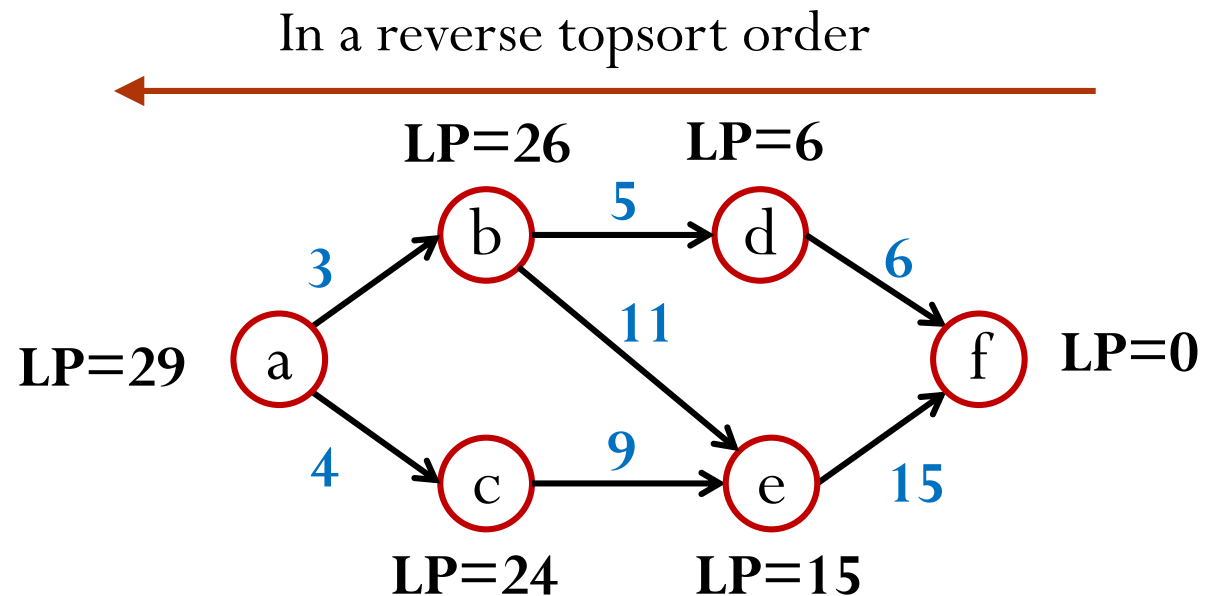 In a reverse topsort order
LP=26
LP=6
b
5
d
3
6
11
LP=29
a
f
LP=0
4
9
c
e
15
LP=24
LP=15